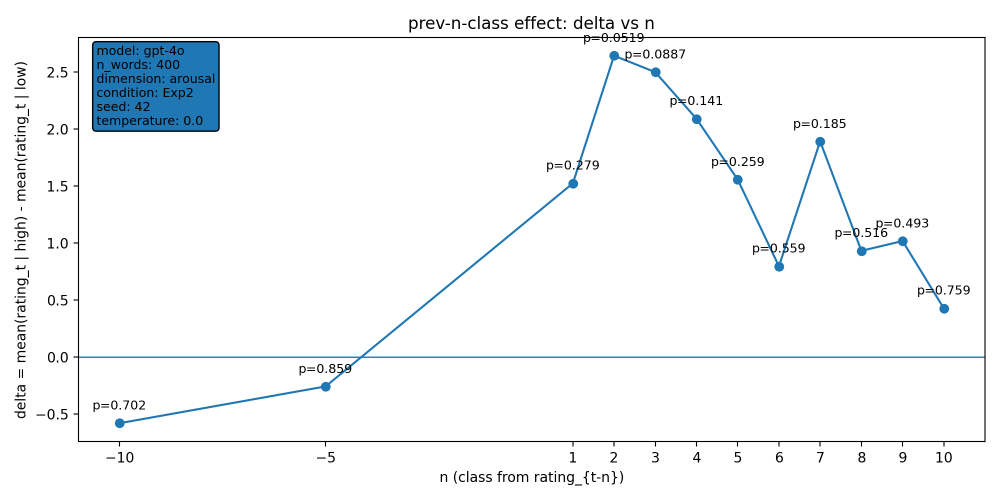 prev-n-class effect: delta vs n
model: gpt-4o
n_words: 400
dimension: arousal
condition: Exp2
seed: 42
temperature: 0.0
delta = mean(rating_t | high) - mean(rating_t | low)
2.5
2.0
1.5
1.0
0.5
0.0
−0.5
p=0.702
p=0.859
p=0.279
p=0.0519
p=0.0887
p=0.141
p=0.259
p=0.559
p=0.185
p=0.516
p=0.493
p=0.759
−10 −5 1 2 3 4 5 6 7 8 9 10
n (class from rating_{t-n})